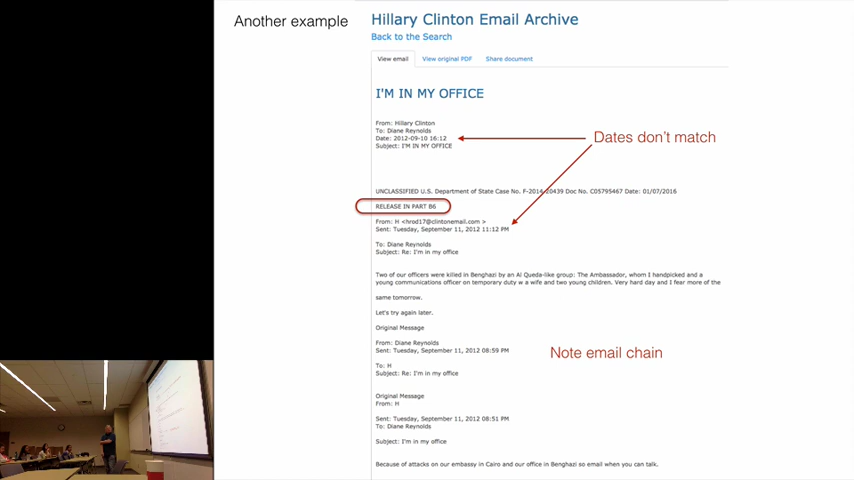 Another example
Hillary Clinton Email Archive
Back to the Search
View email View original PDF Share document
I'M IN MY OFFICE
From: Hillary Clinton
To: Diane Reynolds
Date: 2012-09-10 16:12
Subject: I'M IN MY OFFICE
Dates don't match
UNCLASSIFIED U.S. Department of State Case No. F-2014-20439 Doc No. C05795467 Date: 01/07/2016
RELEASE IN PART B6
From: H <hrod17@clintonemail.com >
Sent: Tuesday, September 11, 2012 11:12 PM
To: Diane Reynolds
Subject: Re: I'm in my office
Two of our officers were killed in Benghazi by an Al Queda-like group: The Ambassador, whom I handpicked and a
young communications officer on temporary duty w a wife and two young children. Very hard day and I fear more of the
same tomorrow.
Let's try again later.
Original Message
From: Diane Reynolds
Sent: Tuesday, September 11, 2012 08:59 PM
Note email chain
To: H
Subject: Re: I'm in my office
Original Message
From: H
Sent: Tuesday, September 11, 2012 08:51 PM
To: Diane Reynolds
Subject: I'm in my office
Because of attacks on our embassy in Cairo and our office in Benghazi so email when you can talk.